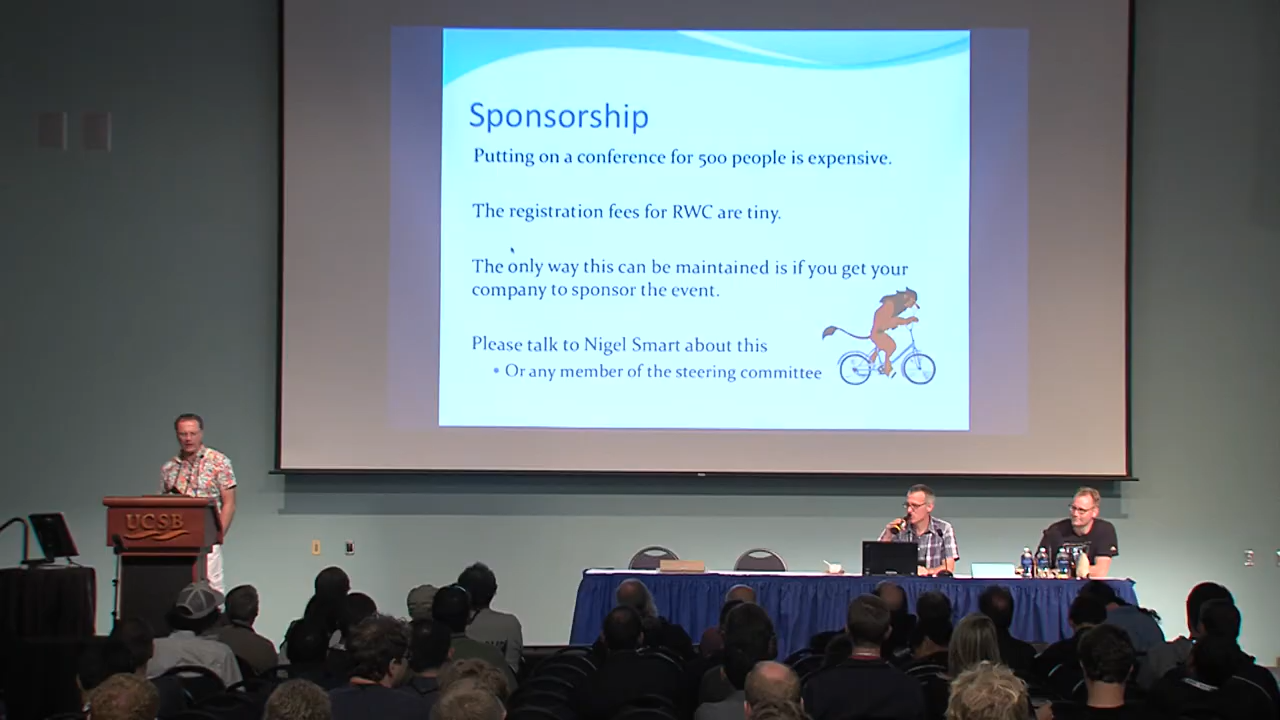 Sponsorship
Putting on a conference for 500 people is expensive.
The registration fees for RWC are tiny.
The only way this can be maintained is if you get your
company to sponsor the event.
Please talk to Nigel Smart about this
• Or any member of the steering committee
UCSB